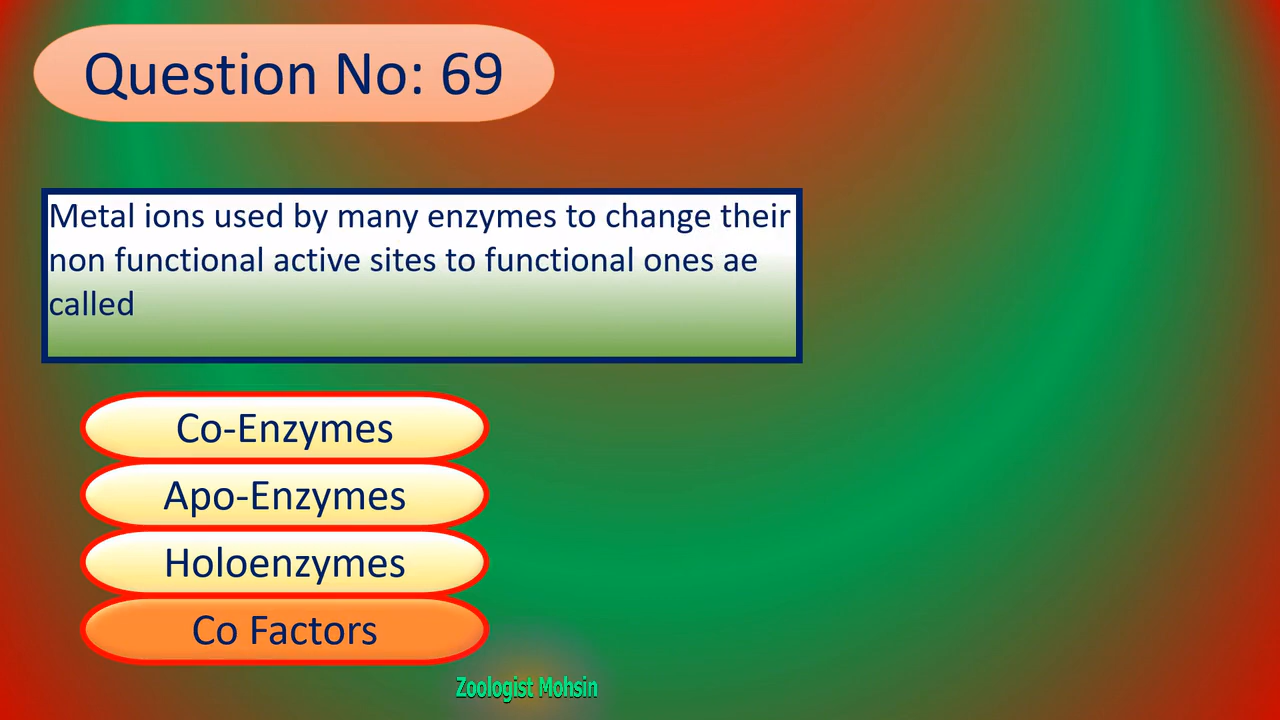 Question No: 69
Metal ions used by many enzymes to change their
non functional active sites to functional ones ae
called
Co-Enzymes
Apo-Enzymes
Holoenzymes
Co Factors
Zoologist Mohsin